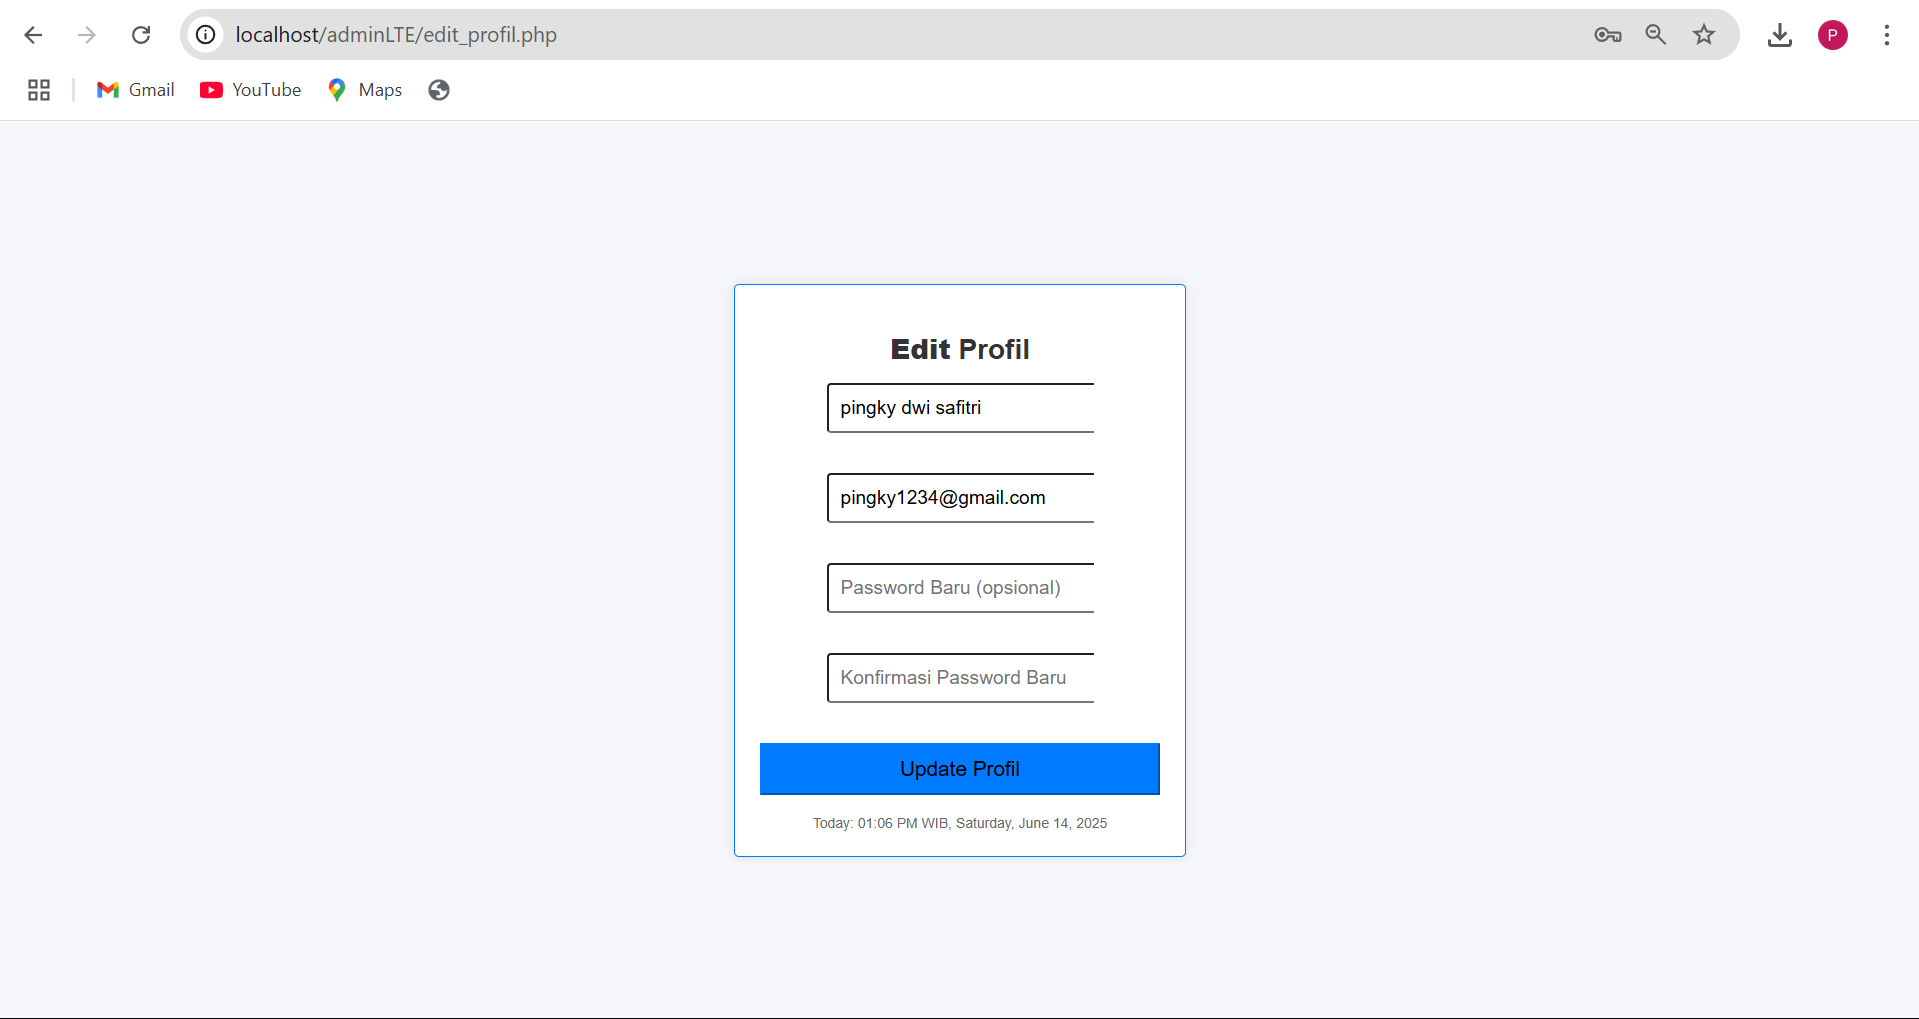 localhost/adminLTE/edit_profil.php
P
Gmail YouTube Maps
Edit Profil
pingky dwi safitri
pingky1234@gmail.com
Password Baru (opsional)
Konfirmasi Password Baru
Update Profil
Today: 01:06 PM WIB, Saturday, June 14, 2025